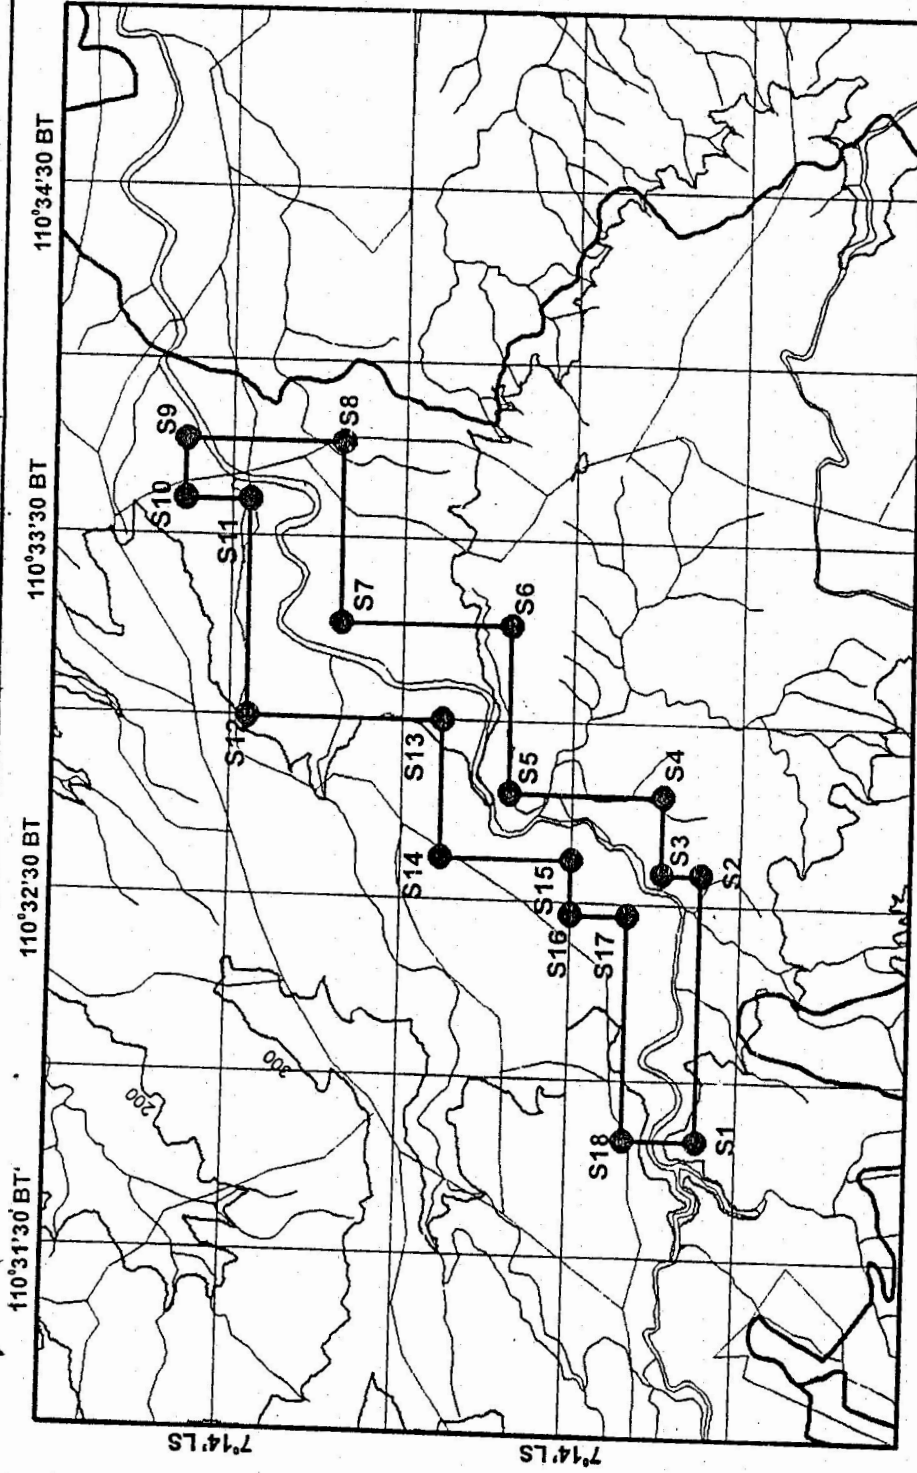 110°31'30 BT'
110°32'30 BT
110°33'30 BT
110°34'30 BT
7°14' LS
7°14' LS
200
300
S9
S10
S8
S11
S7
S12
S6
S13
S5
S4
S14
S3
S15
S2
S16
S17
S18
S1